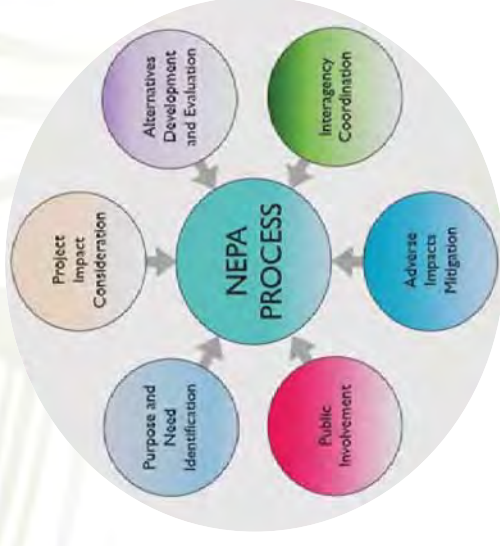 NEPA
PROCESS
Purpose and
Need
Identification
Project
Impact
Consideration
Alternatives
Development
and Evaluation
Interagency
Coordination
Adverse
Impacts
Mitigation
Public
Involvement